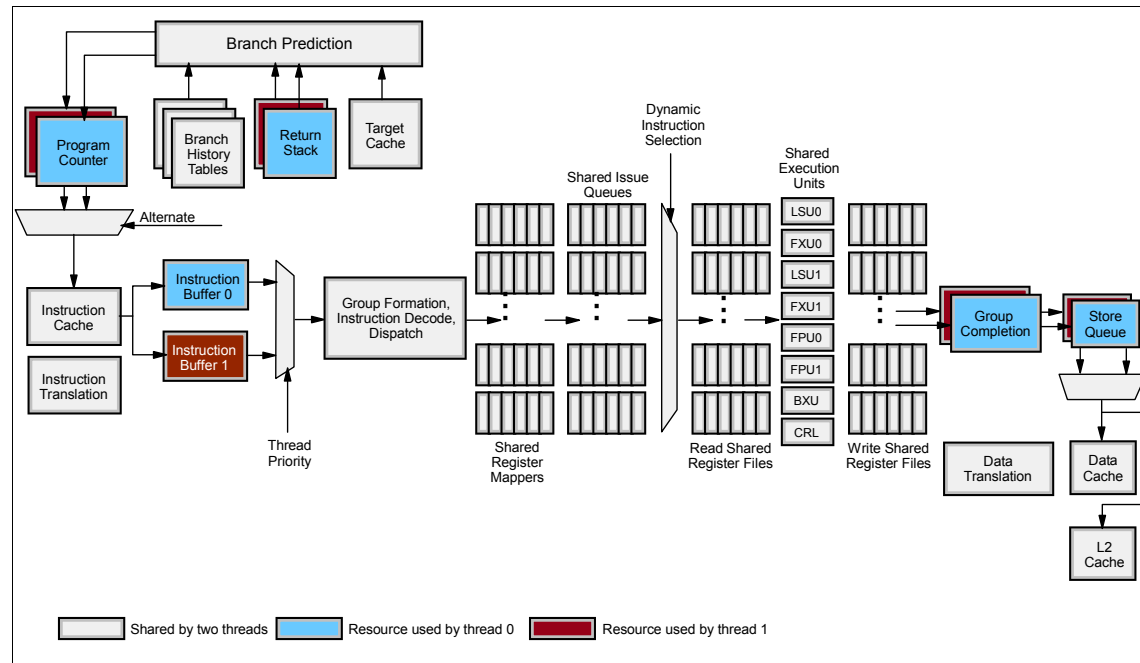 Branch Prediction
Program
Counter
Branch
History
Tables
Return
Stack
Target
Cache
Alternate
Instruction
Cache
Instruction
Translation
Instruction
Buffer 0
Instruction
Buffer 1
Thread
Priority
Group Formation,
Instruction Decode,
Dispatch
Shared
Register
Mappers
Shared Issue
Queues
Dynamic
Instruction
Selection
Read Shared
Register Files
Shared
Execution
Units
LSU0
FXU0
LSU1
FXU1
FPU0
FPU1
BXU
CRL
Write Shared
Register Files
Group
Completion
Store
Queue
Data
Translation
Data
Cache
L2
Cache
Shared by two threads
Resource used by thread 0
Resource used by thread 1